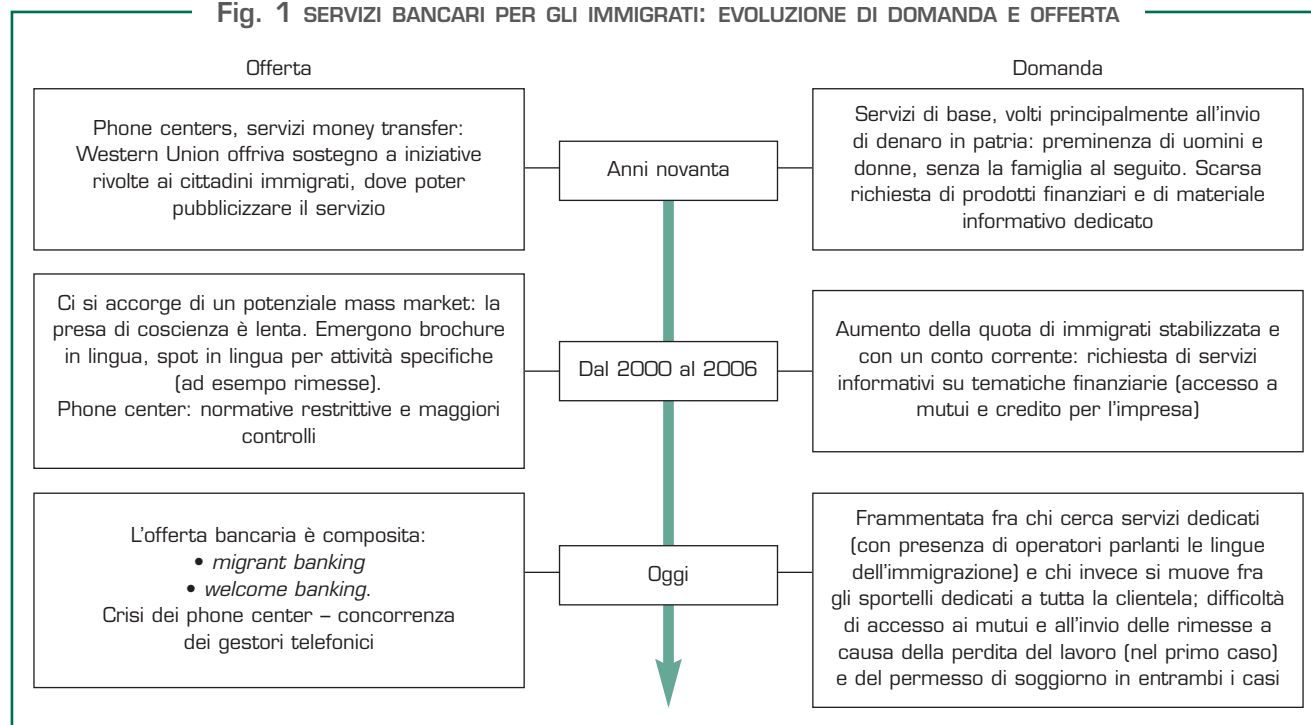 Fig. 1 SERVIZI BANCARI PER GLI IMMIGRATI: EVOLUZIONE DI DOMANDA E OFFERTA
Offerta
Domanda
Phone centers, servizi money transfer:
Western Union offriva sostegno a iniziative
rivolte ai cittadini immigrati, dove poter
pubblicizzare il servizio
Anni novanta
Servizi di base, volti principalmente all'invio
di denaro in patria: preminenza di uomini e
donne, senza la famiglia al seguito. Scarsa
richiesta di prodotti finanziari e di materiale
informativo dedicato
Ci si accorge di un potenziale mass market: la
presa di coscienza è lenta. Emergono brochure
in lingua, spot in lingua per attività specifiche
(ad esempo rimesse).
Phone center: normative restrittive e maggiori
controlli
Dal 2000 al 2006
Aumento della quota di immigrati stabilizzata e
con un conto corrente: richiesta di servizi
informativi su tematiche finanziarie (accesso a
mutui e credito per l'impresa)
L'offerta bancaria è composita:
• migrant banking
• welcome banking.
Crisi dei phone center – concorrenza
dei gestori telefonici
Oggi
Frammentata fra chi cerca servizi dedicati
(con presenza di operatori parlanti le lingue
dell'immigrazione) e chi invece si muove fra
gli sportelli dedicati a tutta la clientela; difficoltà
di accesso ai mutui e all'invio delle rimesse a
causa della perdita del lavoro (nel primo caso)
e del permesso di soggiorno in entrambi i casi